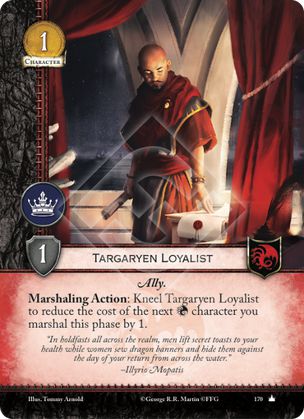 1
CHARACTER
1
TARGARYEN LOYALIST
Ally.
Marshaling Action: Kneel Targaryen Loyalist
to reduce the cost of the next character you
marshal this phase by 1.
"In holdfasts all across the realm, men lift secret toasts to your
health while women sew dragon banners and hide them against
the day of your return from across the water."
–Illyrio Mopatis
Illus. Tommy Arnold
©George R.R. Martin ©FFG
170